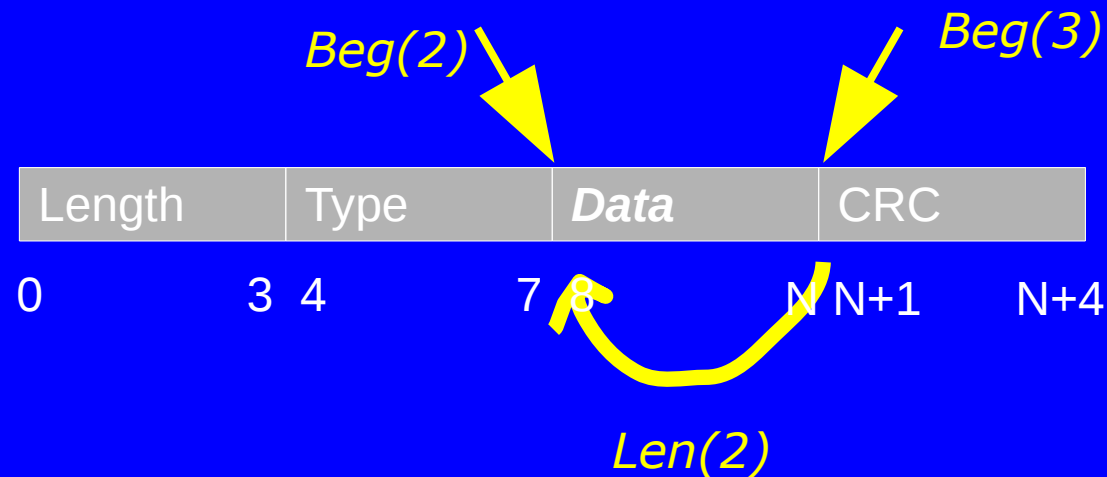 Beg(2)
Beg(3)
Length Type Data CRC
0 3 4 7 8 N N+1 N+4
Len(2)